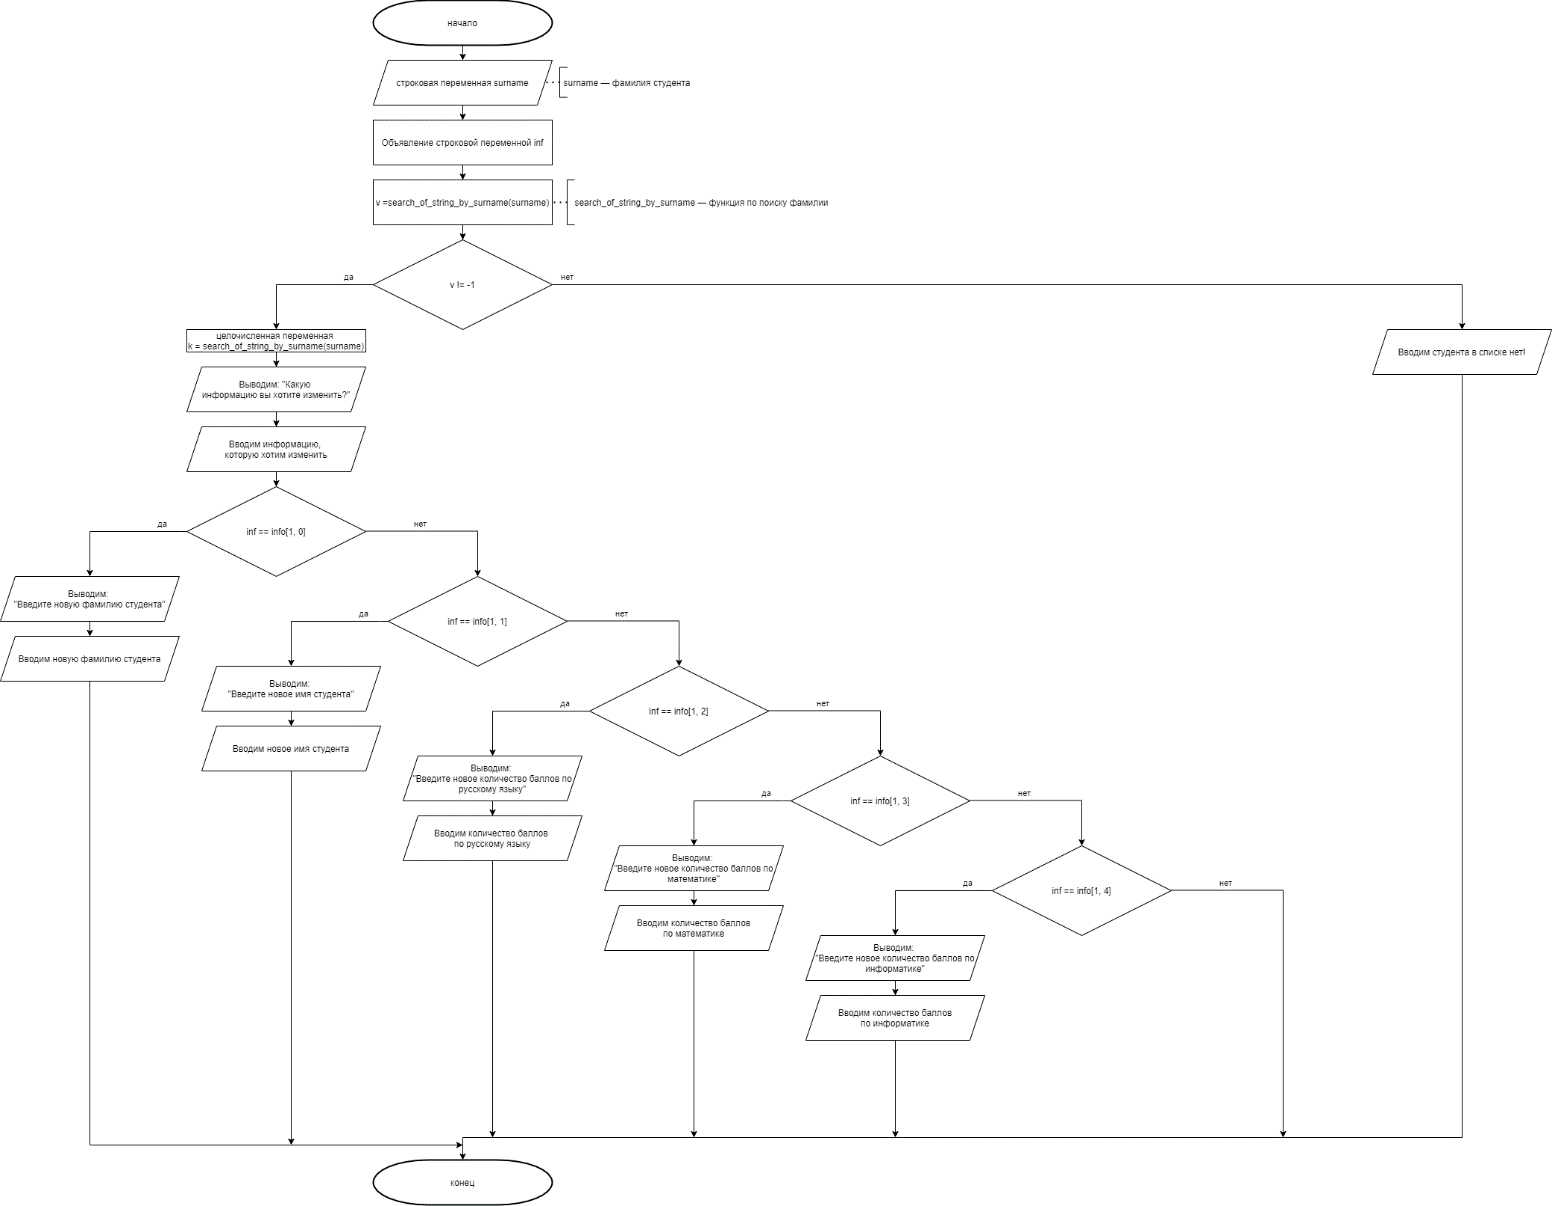 начало
строковая переменная surname
surname — фамилия студента
Объявление строковой переменной inf
v =search_of_string_by_surname(surname)
search_of_string_by_surname — функция по поиску фамилии
v != -1
да
нет
целочисленная переменная
k = search_of_string_by_surname(surname)
Вводим студента в списке нет!
Выводим: "Какую
информацию вы хотите изменить?"
Вводим информацию,
которую хотим изменить
inf == info[1, 0]
да
нет
Выводим:
"Введите новую фамилию студента"
Вводим новую фамилию студента
inf == info[1, 1]
да
нет
Выводим:
"Введите новое имя студента"
Вводим новое имя студента
inf == info[1, 2]
да
нет
Выводим:
"Введите новое количество баллов по
русскому языку"
Вводим количество баллов
по русскому языку
inf == info[1, 3]
да
нет
Выводим:
"Введите новое количество баллов по
математике"
Вводим количество баллов
по математике
inf == info[1, 4]
да
нет
Выводим:
"Введите новое количество баллов по
информатике"
Вводим количество баллов
по информатике
конец